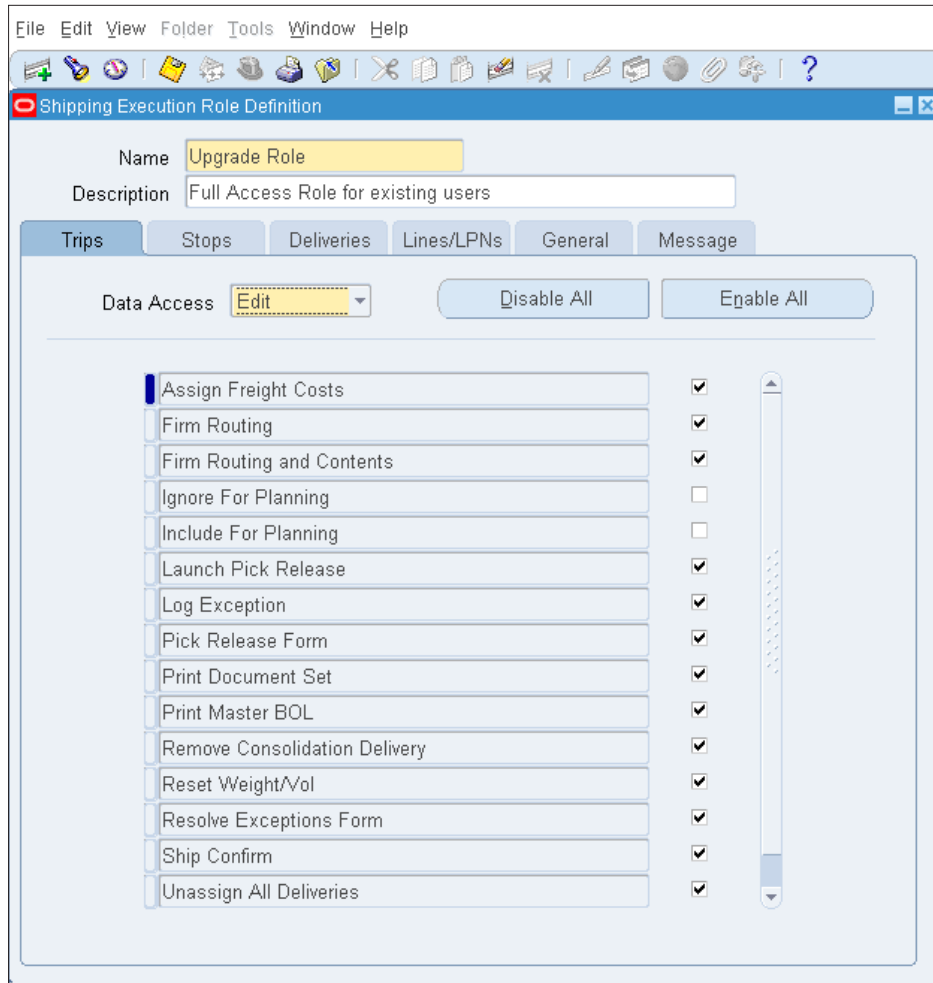 File Edit View Folder Tools Window Help
?
Shipping Execution Role Definition
Name Upgrade Role
Description Full Access Role for existing users
Trips Stops Deliveries Lines/LPNs General Message
Data Access Edit Disable All Enable All
Assign Freight Costs
Firm Routing
Firm Routing and Contents
Ignore For Planning
Include For Planning
Launch Pick Release
Log Exception
Pick Release Form
Print Document Set
Print Master BOL
Remove Consolidation Delivery
Reset Weight/Vol
Resolve Exceptions Form
Ship Confirm
Unassign All Deliveries